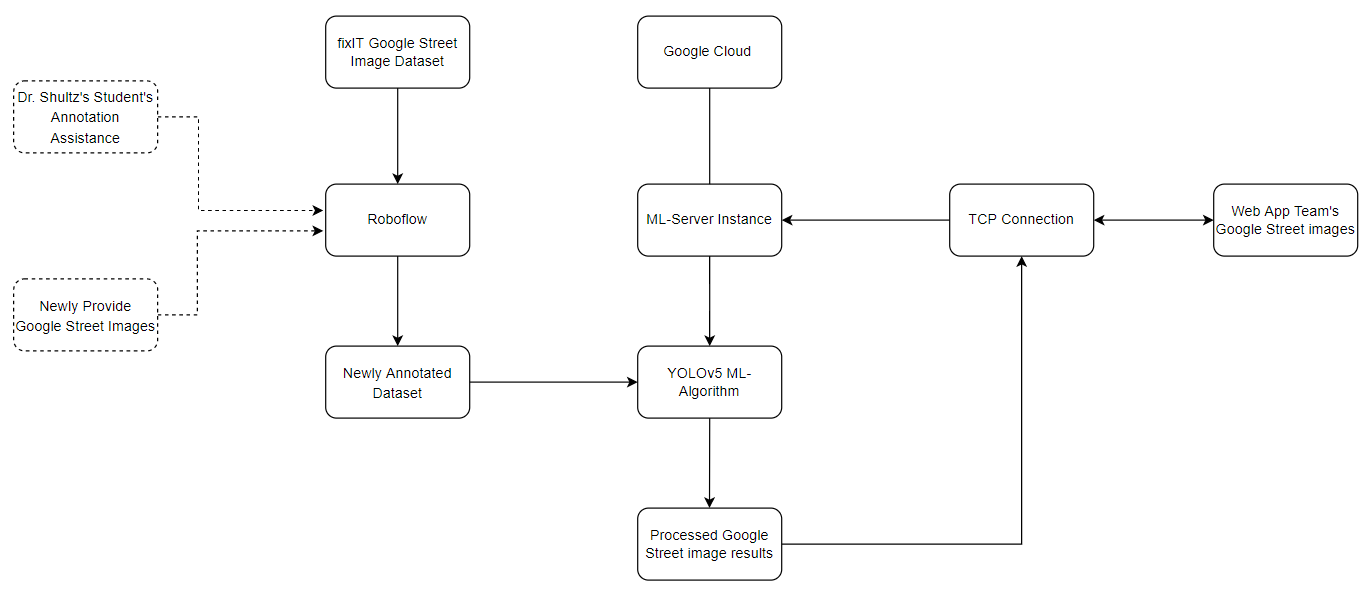 fixIT Google Street
Image Dataset
Google Cloud
Dr. Shultz's Student's
Annotation
Assistance
Roboflow
ML-Server Instance
TCP Connection
Web App Team's
Google Street images
Newly Provide
Google Street Images
Newly Annotated
Dataset
YOLOv5 ML-
Algorithm
Processed Google
Street image results